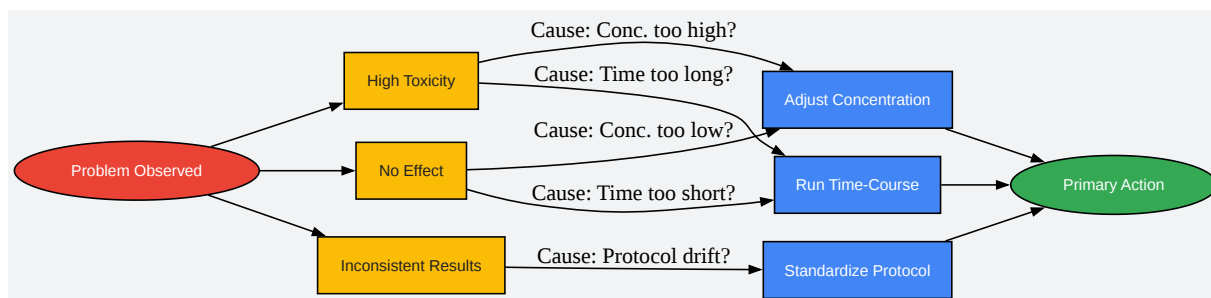 Problem Observed
High Toxicity
No Effect
Inconsistent Results
Cause: Conc. too high?
Cause: Time too long?
Cause: Conc. too low?
Cause: Time too short?
Cause: Protocol drift?
Adjust Concentration
Run Time-Course
Standardize Protocol
Primary Action